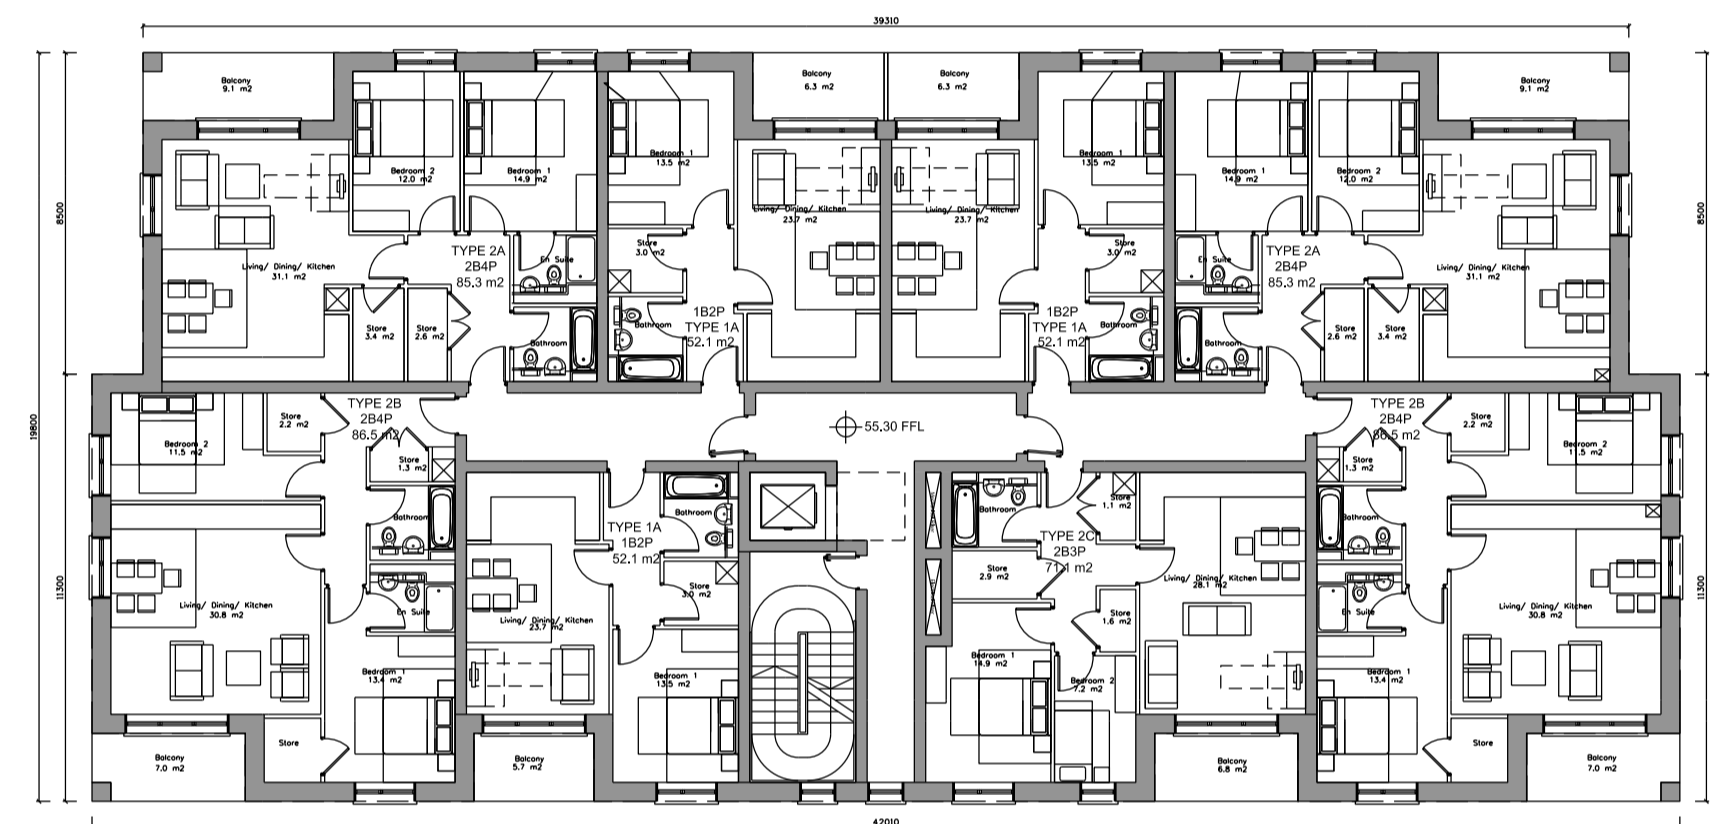 39310
Balcony
9.1 m2
Balcony
6.3 m2
Balcony
6.3 m2
Balcony
9.1 m2
Bedroom 2
12.0 m2
Bedroom 1
14.9 m2
Bedroom 1
13.5 m2
Bedroom 1
13.5 m2
Bedroom 1
14.9 m2
Bedroom 2
12.0 m2
8500
8500
Living/ Dining/ Kitchen
23.7 m2
Living/ Dining/ Kitchen
23.7 m2
Living/ Dining/ Kitchen
31.1 m2
TYPE 2A
2B4P
85.3 m2
En Suite
Store
3.0 m2
Store
3.0 m2
En Suite
TYPE 2A
2B4P
85.3 m2
Living/ Dining/ Kitchen
31.1 m2
Store
3.4 m2
Store
2.6 m2
Bathroom
Bathroom
1B2P
TYPE 1A
52.1 m2
1B2P
TYPE 1A
52.1 m2
Bathroom
Bathroom
Store
2.6 m2
Store
3.4 m2
19800
Bedroom 2
11.5 m2
Store
2.2 m2
TYPE 2B
2B4P
86.5 m2
Store
1.3 m2
55.30 FFL
TYPE 2B
2B4P
86.5 m2
Store
1.3 m2
Store
2.2 m2
Bedroom 2
11.5 m2
Bathroom
TYPE 1A
1B2P
52.1 m2
Bathroom
Bathroom
TYPE 2C
2B3P
71.1 m2
Store
1.1 m2
Bathroom
11300
11300
Living/ Dining/ Kitchen
30.8 m2
En Suite
Living/ Dining/ Kitchen
23.7 m2
Store
3.0 m2
Store
2.9 m2
Store
1.6 m2
Living/ Dining/ Kitchen
28.1 m2
En Suite
Living/ Dining/ Kitchen
30.8 m2
Bedroom 1
13.4 m2
Bedroom 1
13.5 m2
Bedroom 1
14.9 m2
Bedroom 2
7.2 m2
Bedroom 1
13.4 m2
Store
Store
Balcony
7.0 m2
Balcony
5.7 m2
Balcony
6.8 m2
Balcony
7.0 m2
42010